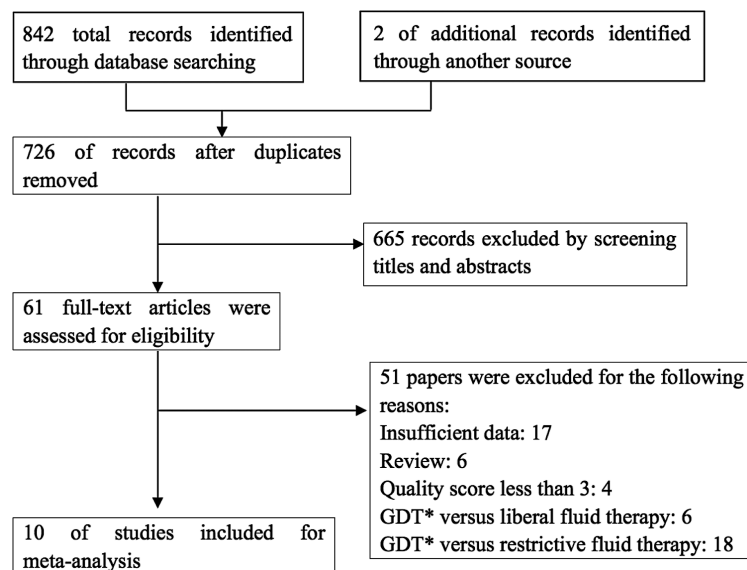 842 total records identified
through database searching
2 of additional records identified
through another source
726 of records after duplicates
removed
665 records excluded by screening
titles and abstracts
61 full-text articles were
assessed for eligibility
51 papers were excluded for the following
reasons:
Insufficient data: 17
Review: 6
Quality score less than 3: 4
GDT* versus liberal fluid therapy: 6
GDT* versus restrictive fluid therapy: 18
10 of studies included for
meta-analysis